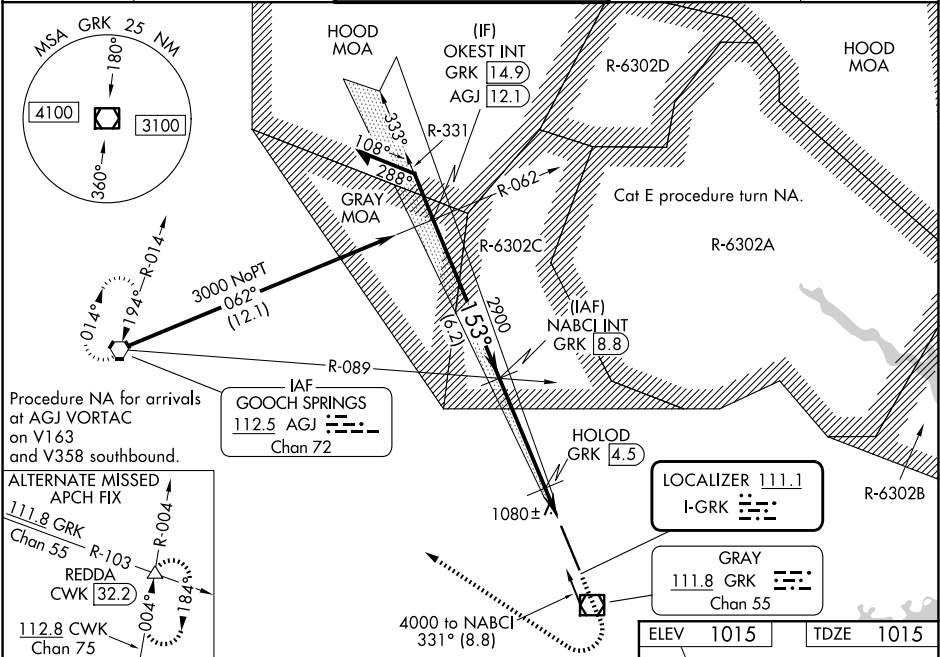 MSA GRK 25 NM
180°
4100
3100
360°
HOOD
MOA
(IF)
OKEST INT
GRK 14.9
AGJ 12.1
R-6302D
HOOD
MOA
333°
R-331
108°
288°
R-062
Cat E procedure turn NA.
GRAY
MOA
R-6302C
R-6302A
R-014
194°
014°
3000 NoPT
062°
(12.1)
2900
153°
(6.2)
(IAF)
NABCI INT
GRK 8.8
R-089
Procedure NA for arrivals
at AGJ VORTAC
on V163
and V358 southbound.
IAF
GOOCH SPRINGS
112.5 AGJ
Chan 72
HOLOD
GRK 4.5
R-6302B
1080±
LOCALIZER 111.1
I-GRK
ALTERNATE MISSED
APCH FIX
111.8 GRK
Chan 55
R-103
R-004
REDDA
CWK 32.2
184°
004°
112.8 CWK
Chan 75
GRAY
111.8 GRK
Chan 55
4000 to NABCI
331° (8.8)
ELEV 1015
TDZE 1015